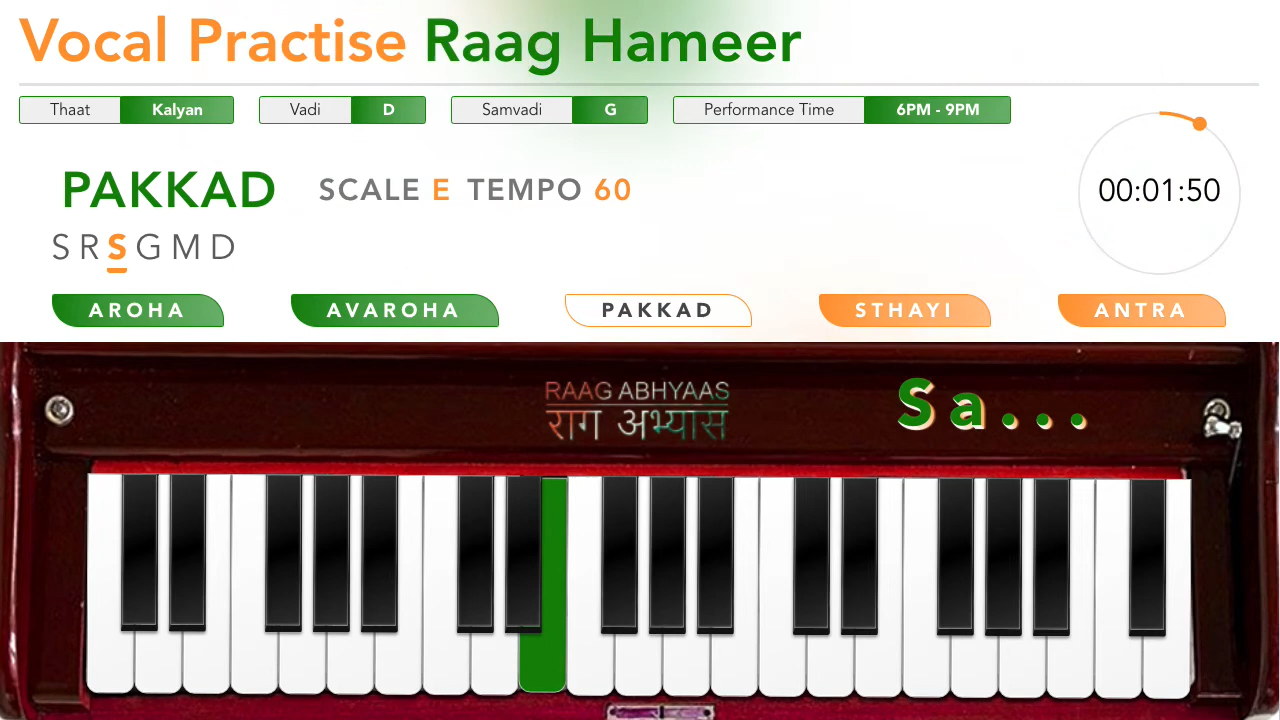 Vocal Practise Raag Hameer
Thaat Kalyan Vadi D Samvadi G Performance Time 6PM - 9PM
PAKKAD SCALE E TEMPO 60
00:01:50
S R S G M D
AROHA AVAROHA PAKKAD STHAYI ANTRA
RAAG ABHYAAS
राग अभ्यास
Sa...